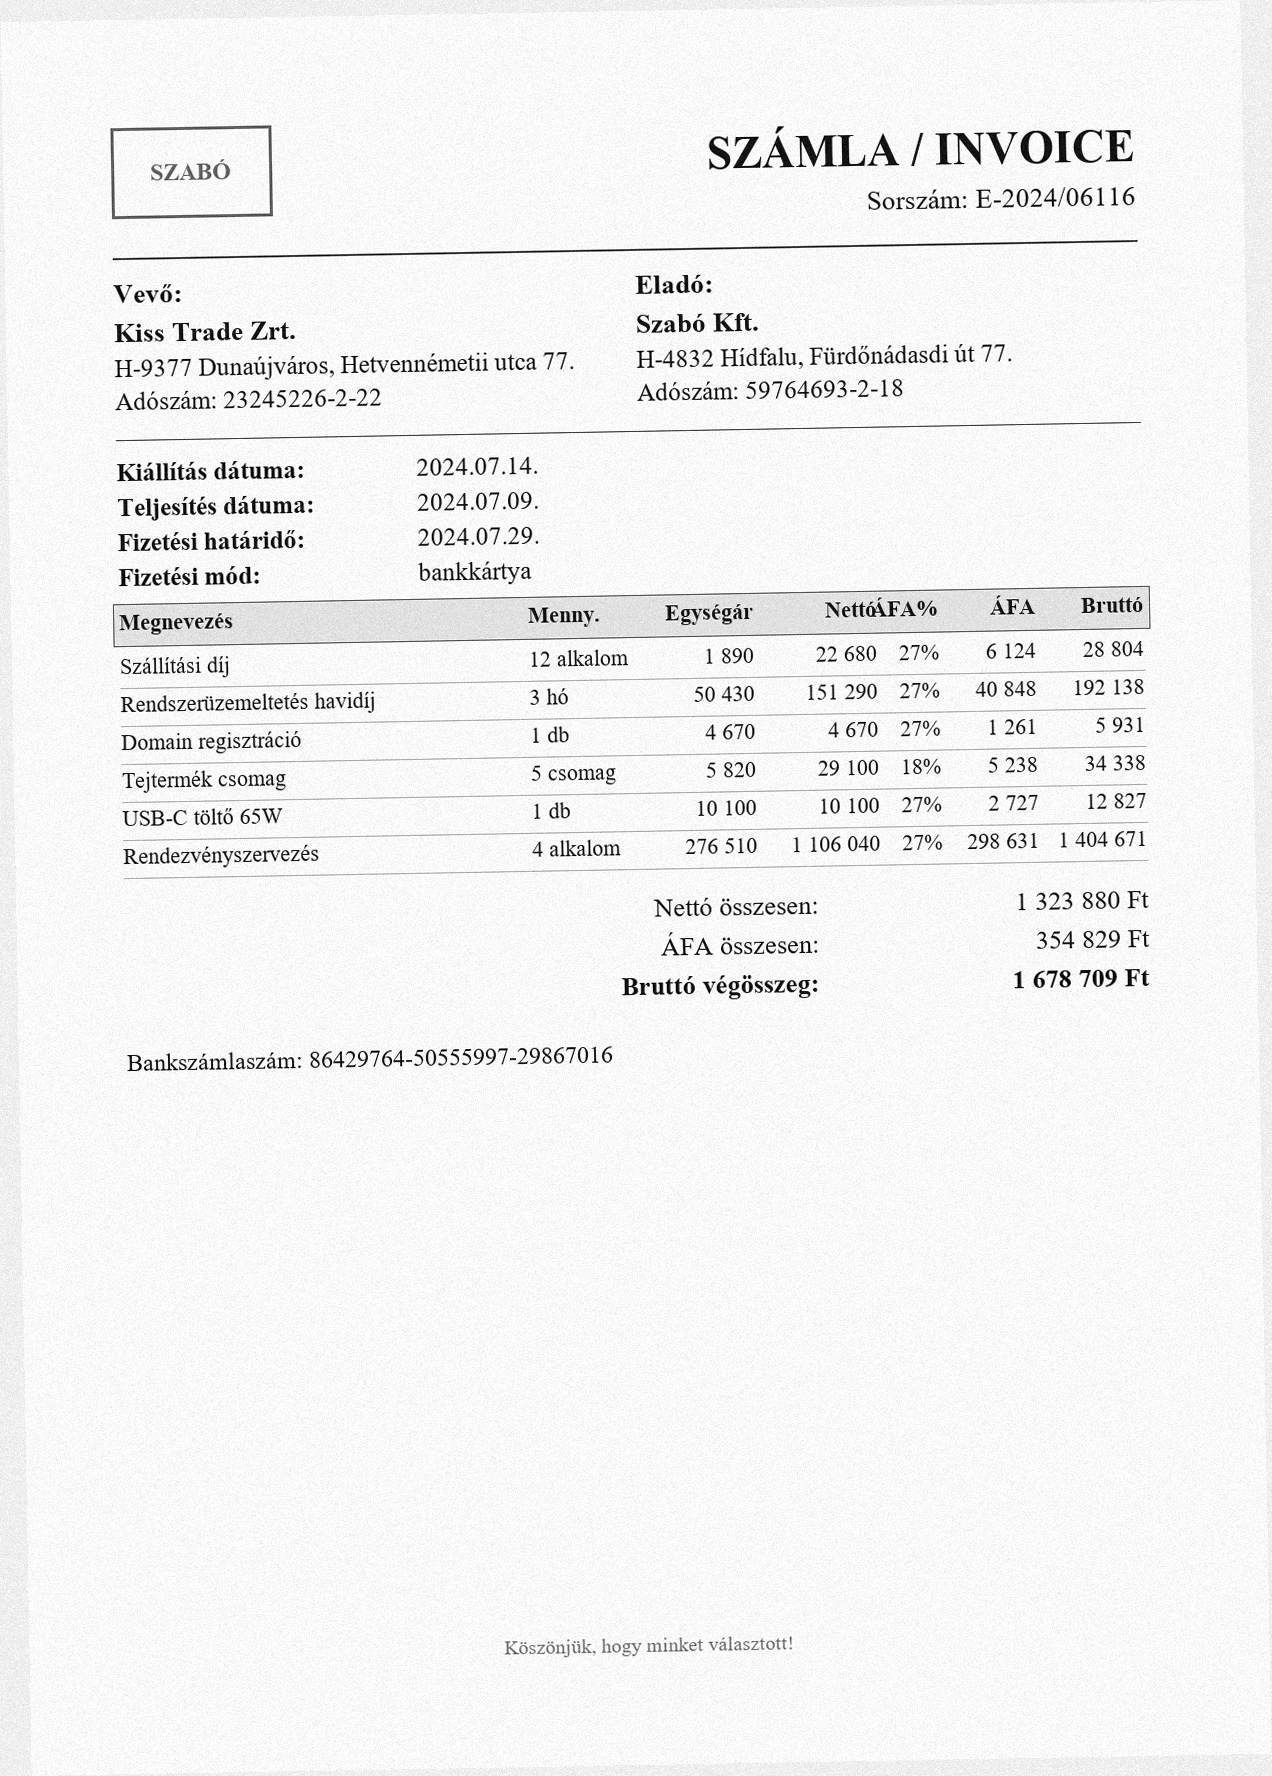 SZABÓ
SZÁMLA / INVOICE
Sorszám: E-2024/06116
Vevő:
Kiss Trade Zrt.
H-9377 Dunaújváros, Hetvennémetii utca 77.
Adószám: 23245226-2-22
Eladó:
Szabó Kft.
H-4832 Hídfalu, Fürdőnádasdi út 77.
Adószám: 59764693-2-18
Kiállítás dátuma: 2024.07.14.
Teljesítés dátuma: 2024.07.09.
Fizetési határidő: 2024.07.29.
Fizetési mód: bankkártya
Megnevezés Menny. Egységár Nettó ÁFA% ÁFA Bruttó
Szállítási díj 12 alkalom 1 890 22 680 27% 6 124 28 804
Rendszerüzemeltetés havidíj 3 hó 50 430 151 290 27% 40 848 192 138
Domain regisztráció 1 db 4 670 4 670 27% 1 261 5 931
Tejtermék csomag 5 csomag 5 820 29 100 18% 5 238 34 338
USB-C töltő 65W 1 db 10 100 10 100 27% 2 727 12 827
Rendezvényszervezés 4 alkalom 276 510 1 106 040 27% 298 631 1 404 671
Nettó összesen: 1 323 880 Ft
ÁFA összesen: 354 829 Ft
Bruttó végösszeg: 1 678 709 Ft
Bankszámlaszám: 86429764-50555997-29867016
Köszönjük, hogy minket választott!